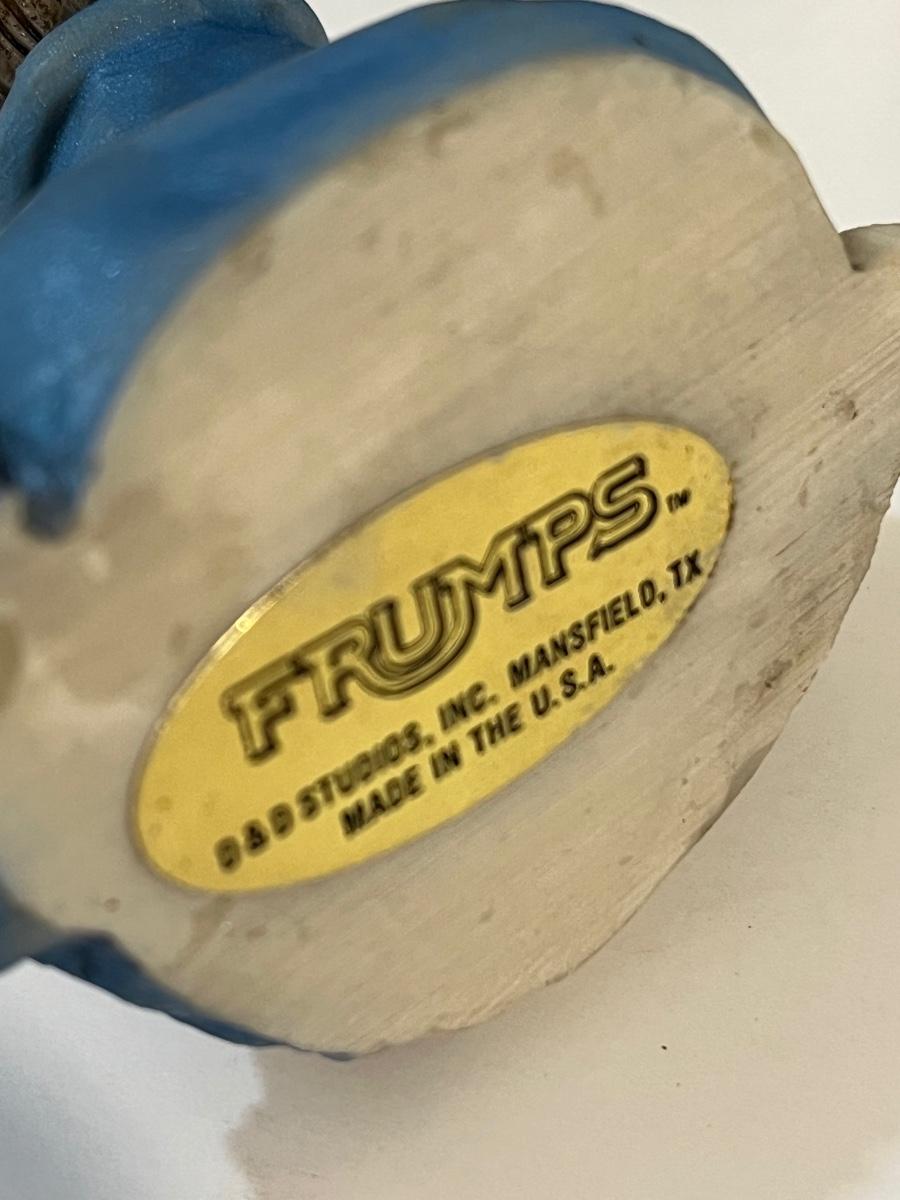 FRUMPS™
D & D STUDIOS, INC. MANSFIELD, TX
MADE IN THE U.S.A.